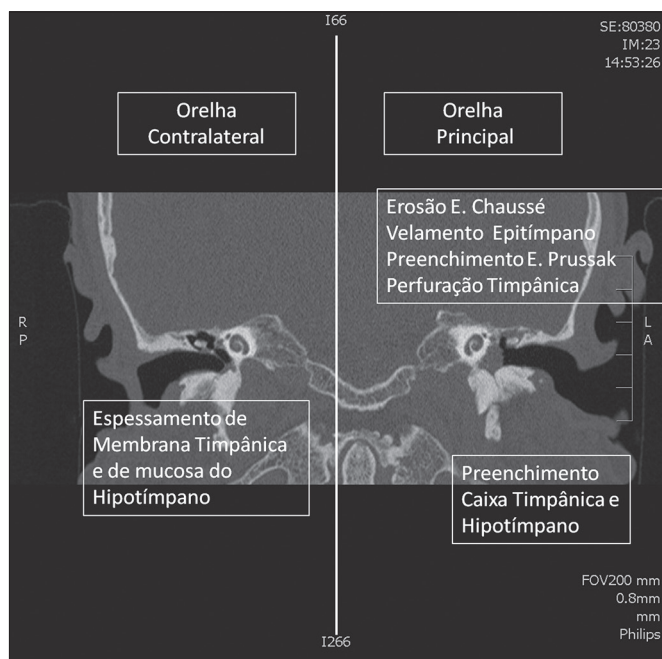 I66
SE:80380
IM:23
14:53:26
Orelha
Contralateral
Orelha
Principal
Erosão E. Chaussé
Velamento Epitímpano
Preenchimento E. Prussak
Perfuração Timpânica
R
P
L
A
Espessamento de
Membrana Timpânica
e de mucosa do
Hipotímpano
Preenchimento
Caixa Timpânica e
Hipotímpano
FOV200 mm
0.8mm
mm
Philips
I266